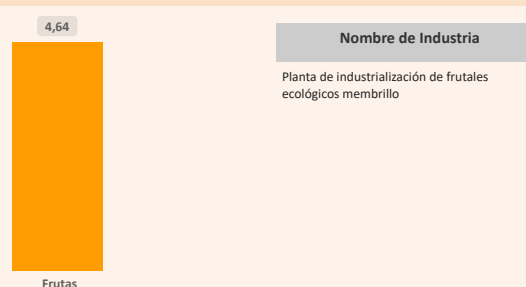 4,64
Nombre de Industria
Planta de industrialización de frutales
ecológicos membrillo
Frutas